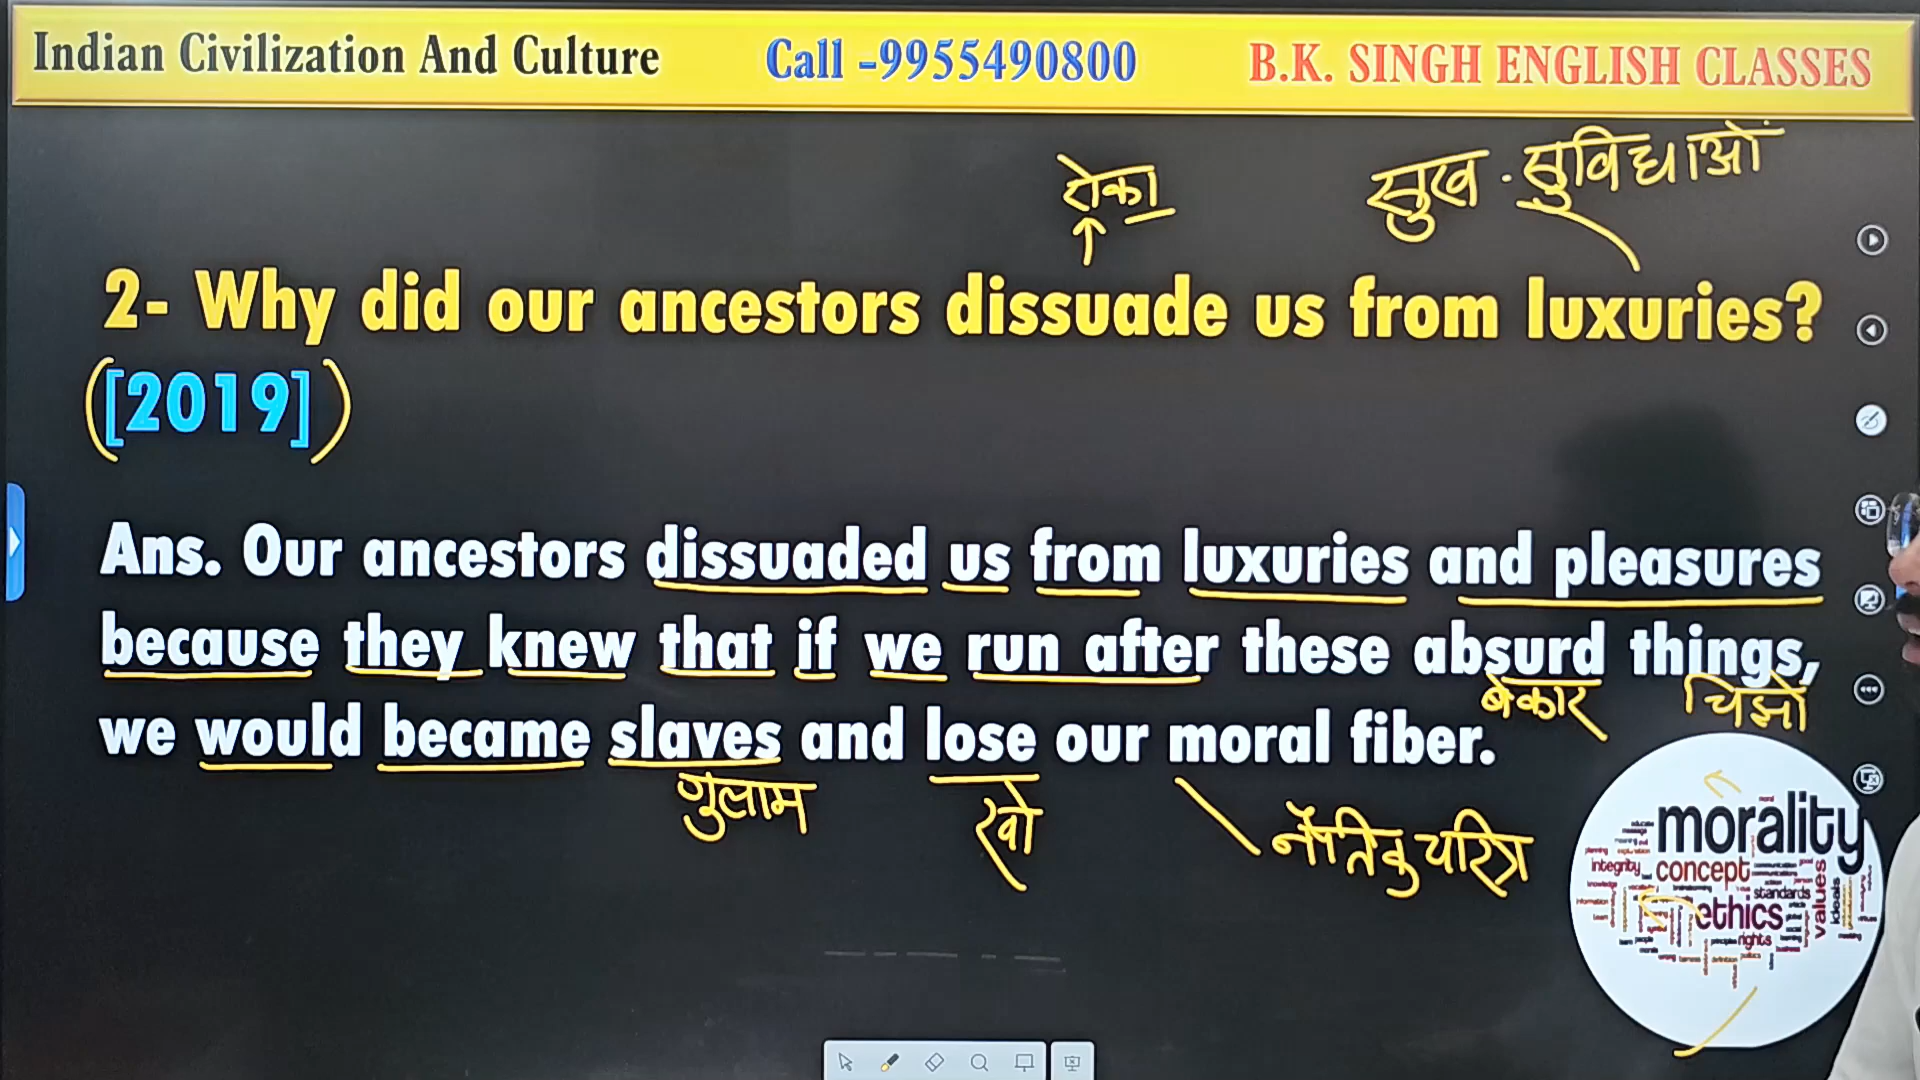 Indian Civilization And Culture Call -9955490800 B.K. SINGH ENGLISH CLASSES
रोका सुख - सुविधाओं
2- Why did our ancestors dissuade us from luxuries?
([2019])
Ans. Our ancestors dissuaded us from luxuries and pleasures
because they knew that if we run after these absurd things,
बेकार चिझो
we would became slaves and lose our moral fiber.
गुलाम खो नैतिक चरित्र
morality
integrity concept
standards
ethics
values
ideals
rights